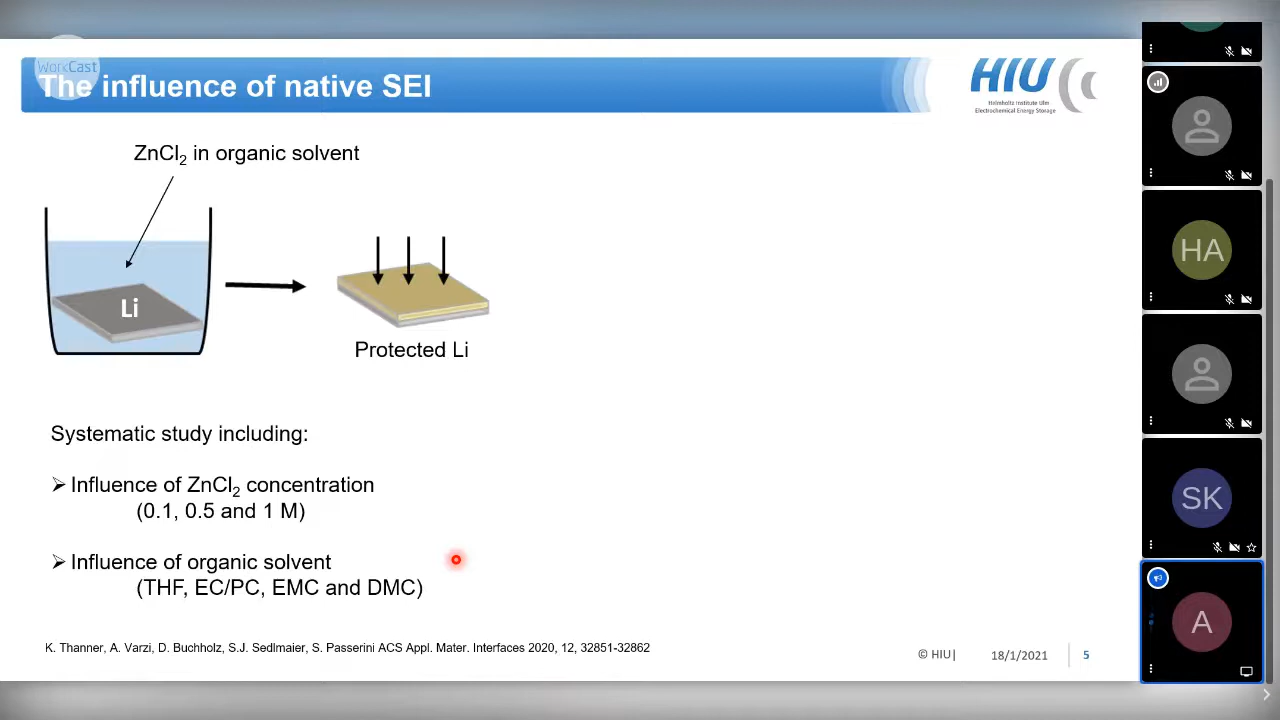 WorkCast
The influence of native SEI
HIU
Helmholtz Institute Ulm
Electrochemical Energy Storage
ZnCl2 in organic solvent
Li
Protected Li
Systematic study including:
➢ Influence of ZnCl2 concentration
(0.1, 0.5 and 1 M)
➢ Influence of organic solvent
(THF, EC/PC, EMC and DMC)
K. Thanner, A. Varzi, D. Buchholz, S.J. Sedlmaier, S. Passerini ACS Appl. Mater. Interfaces 2020, 12, 32851-32862
© HIU|
18/1/2021
5
HA
SK
A